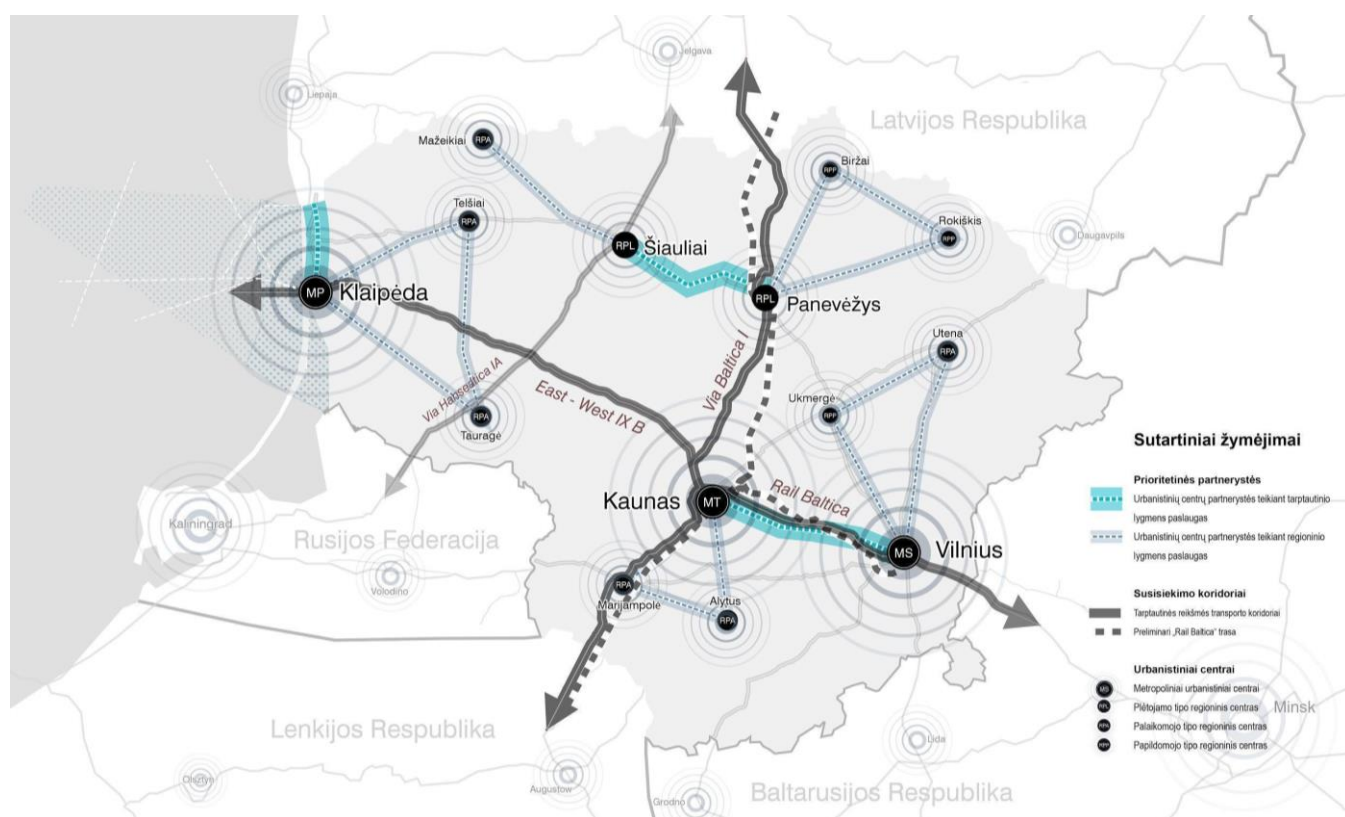 Jelgava
Liepaja
Latvijos Respublika
Mažeikiai
RPA
Biržai
RPP
Telšiai
RPA
Rokiškis
RPP
Daugavpils
RPL
Šiauliai
MP
Klaipėda
RPL
Panevėžys
Utena
RPA
Via Baltica I
Via Habseatica IA
East - West IX B
Ukmergė
RPP
RPA
Tauragė
Kaunas
MT
Rail Baltica
MS
Vilnius
Kaliningrad
Rusijos Federacija
Volodino
RPA
Marijampolė
Alytus
RPA
Lenkijos Respublika
Olsztyn
Augustow
Grodno
Lida
Baltarusijos Respublika
Minsk
Sutartiniai žymėjimai
Prioritetinės partnerystės
Urbanistinių centrų partnerystės teikiant tarptautinio
lygmens paslaugas
Urbanistinių centrų partnerystės teikiant regioninio
lygmens paslaugas
Susisiekimo koridoriai
Tarptautinės reikšmės transporto koridoriai
Preliminari „Rail Baltica“ trasa
Urbanistiniai centrai
MS Metropoliniai urbanistiniai centrai
RPL Plėtojamo tipo regioninis centras
RPA Palaikomojo tipo regioninis centras
RPP Papildomojo tipo regioninis centras